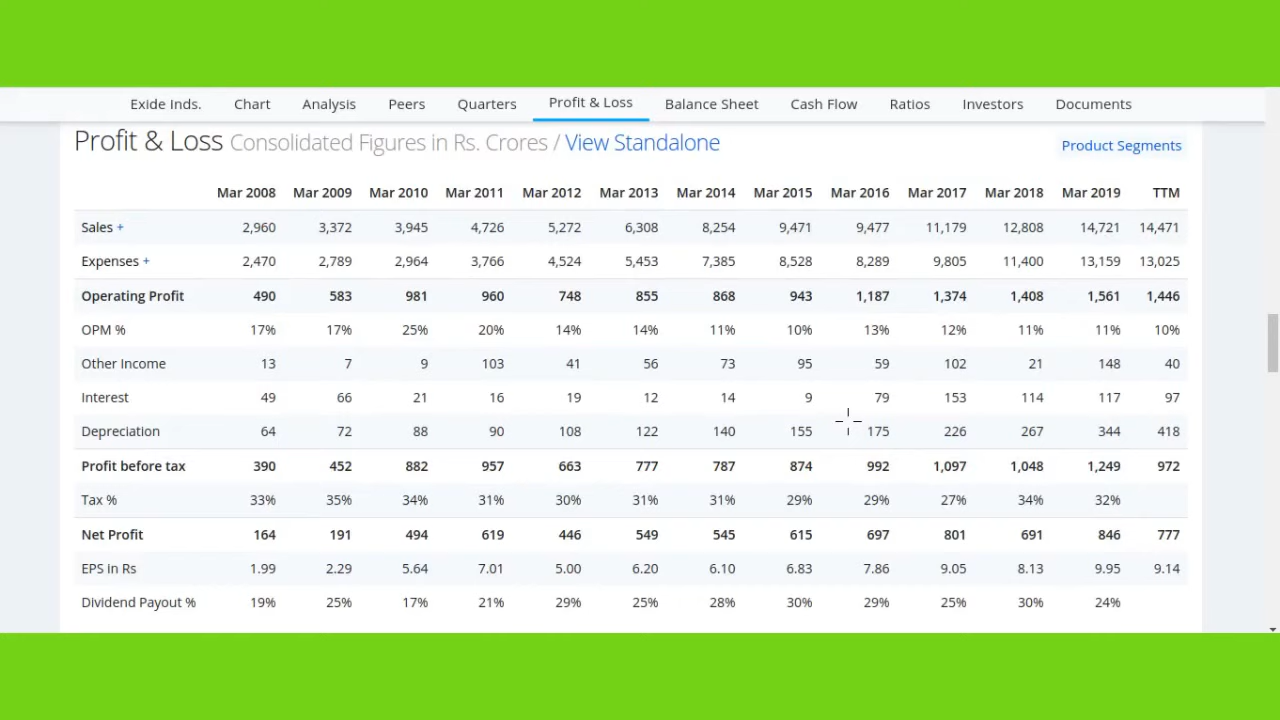 Exide Inds. Chart Analysis Peers Quarters Profit & Loss Balance Sheet Cash Flow Ratios Investors Documents
Profit & Loss Consolidated Figures in Rs. Crores / View Standalone Product Segments
Mar 2008 Mar 2009 Mar 2010 Mar 2011 Mar 2012 Mar 2013 Mar 2014 Mar 2015 Mar 2016 Mar 2017 Mar 2018 Mar 2019 TTM
Sales + 2,960 3,372 3,945 4,726 5,272 6,308 8,254 9,471 9,477 11,179 12,808 14,721 14,471
Expenses + 2,470 2,789 2,964 3,766 4,524 5,453 7,385 8,528 8,289 9,805 11,400 13,159 13,025
Operating Profit 490 583 981 960 748 855 868 943 1,187 1,374 1,408 1,561 1,446
OPM % 17% 17% 25% 20% 14% 14% 11% 10% 13% 12% 11% 11% 10%
Other Income 13 7 9 103 41 56 73 95 59 102 21 148 40
Interest 49 66 21 16 19 12 14 9 79 153 114 117 97
Depreciation 64 72 88 90 108 122 140 155 175 226 267 344 418
Profit before tax 390 452 882 957 663 777 787 874 992 1,097 1,048 1,249 972
Tax % 33% 35% 34% 31% 30% 31% 31% 29% 29% 27% 34% 32%
Net Profit 164 191 494 619 446 549 545 615 697 801 691 846 777
EPS in Rs 1.99 2.29 5.64 7.01 5.00 6.20 6.10 6.83 7.86 9.05 8.13 9.95 9.14
Dividend Payout % 19% 25% 17% 21% 29% 25% 28% 30% 29% 25% 30% 24%